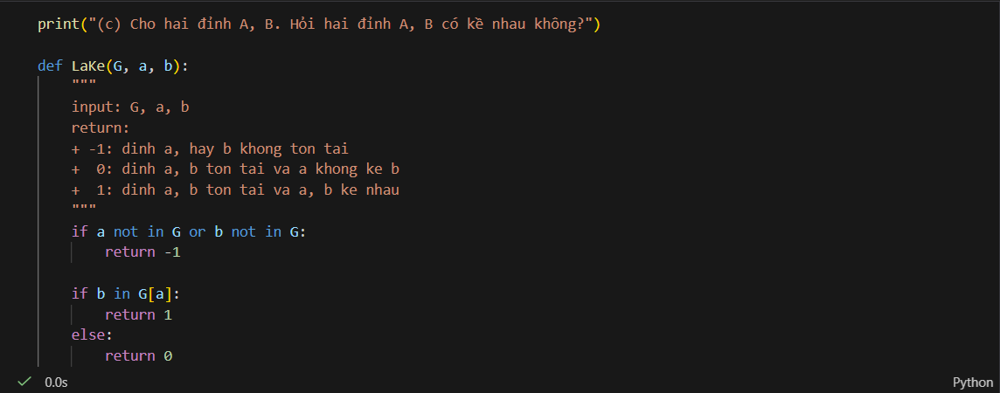 print("(c) Cho hai đỉnh A, B. Hỏi hai đỉnh A, B có kề nhau không?")
def LaKe(G, a, b):
"""
input: G, a, b
return:
+ -1: dinh a, hay b khong ton tai
+  0: dinh a, b ton tai va a khong ke b
+  1: dinh a, b ton tai va a, b ke nhau
"""
if a not in G or b not in G:
return -1
if b in G[a]:
return 1
else:
return 0
0.0s
Python